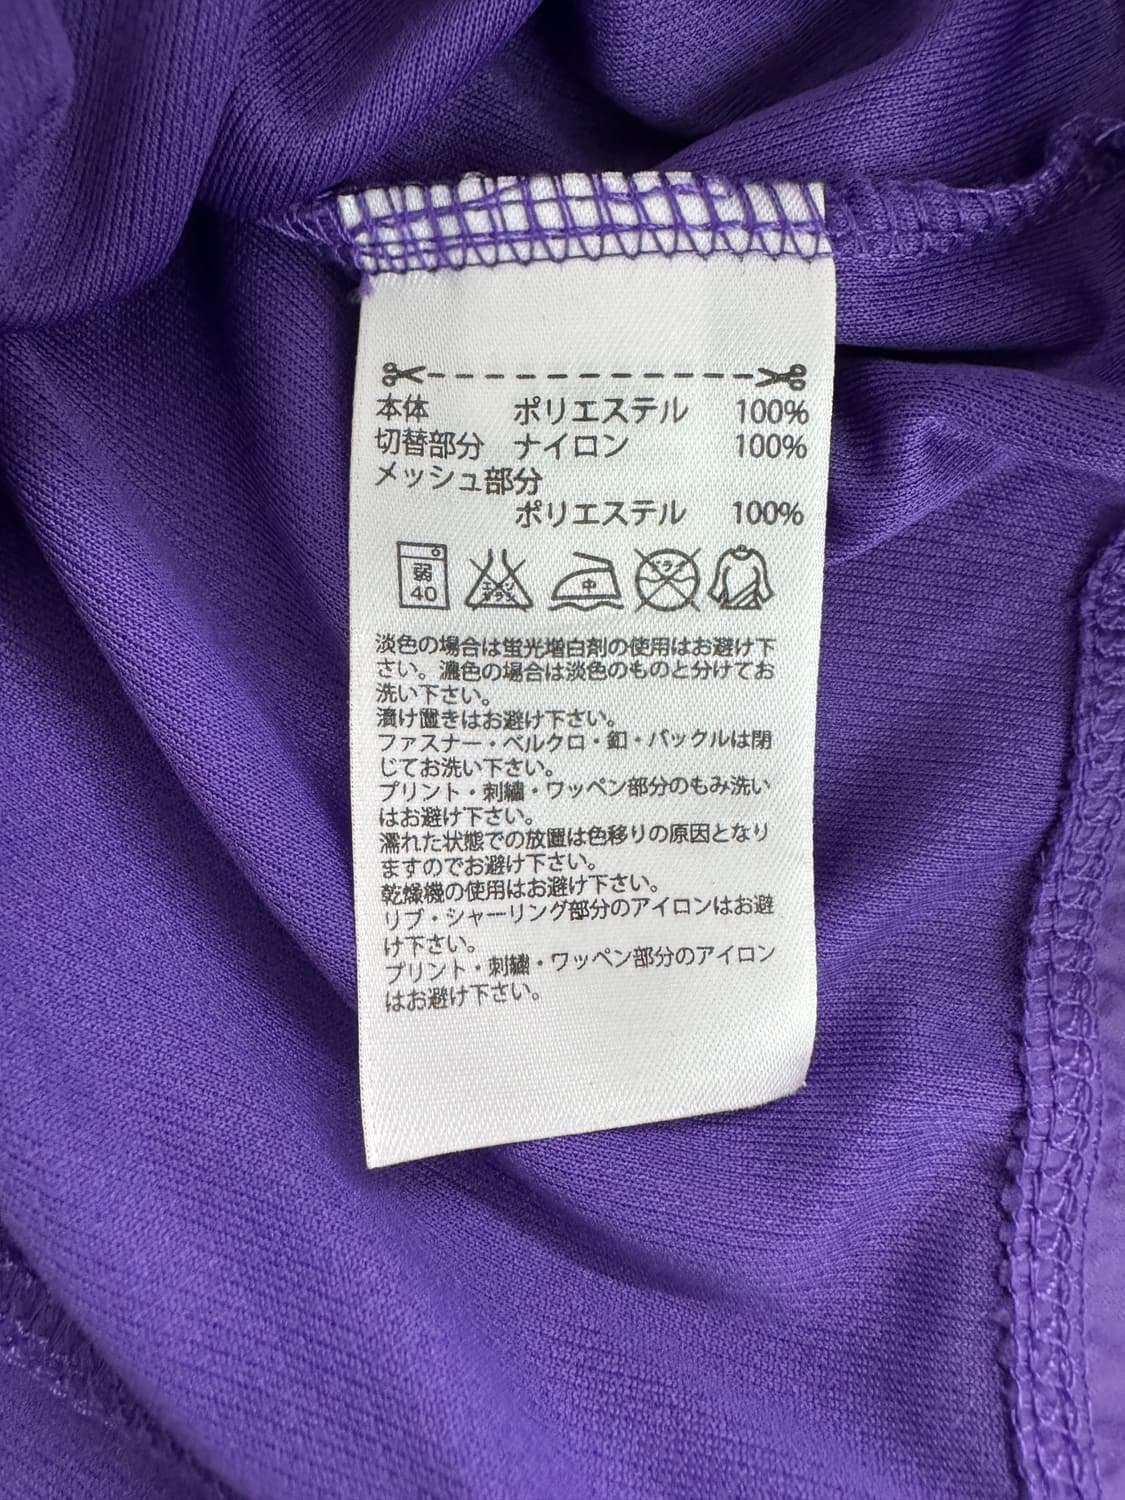 本体 ポリエステル 100%
切替部分 ナイロン 100%
メッシュ部分
ポリエステル 100%
弱 40 エンソサラシ 中 ドライ
淡色の場合は蛍光増白剤の使用はお避け下
さい。濃色の場合は淡色のものと分けてお
洗い下さい。
漬け置きはお避け下さい。
ファスナー・ベルクロ・釦・バックルは閉
じてお洗い下さい。
プリント・刺繍・ワッペン部分のもみ洗い
はお避け下さい。
濡れた状態での放置は色移りの原因となり
ますのでお避け下さい。
乾燥機の使用はお避け下さい。
リブ・シャーリング部分のアイロンはお避
け下さい。
プリント・刺繍・ワッペン部分のアイロン
はお避け下さい。